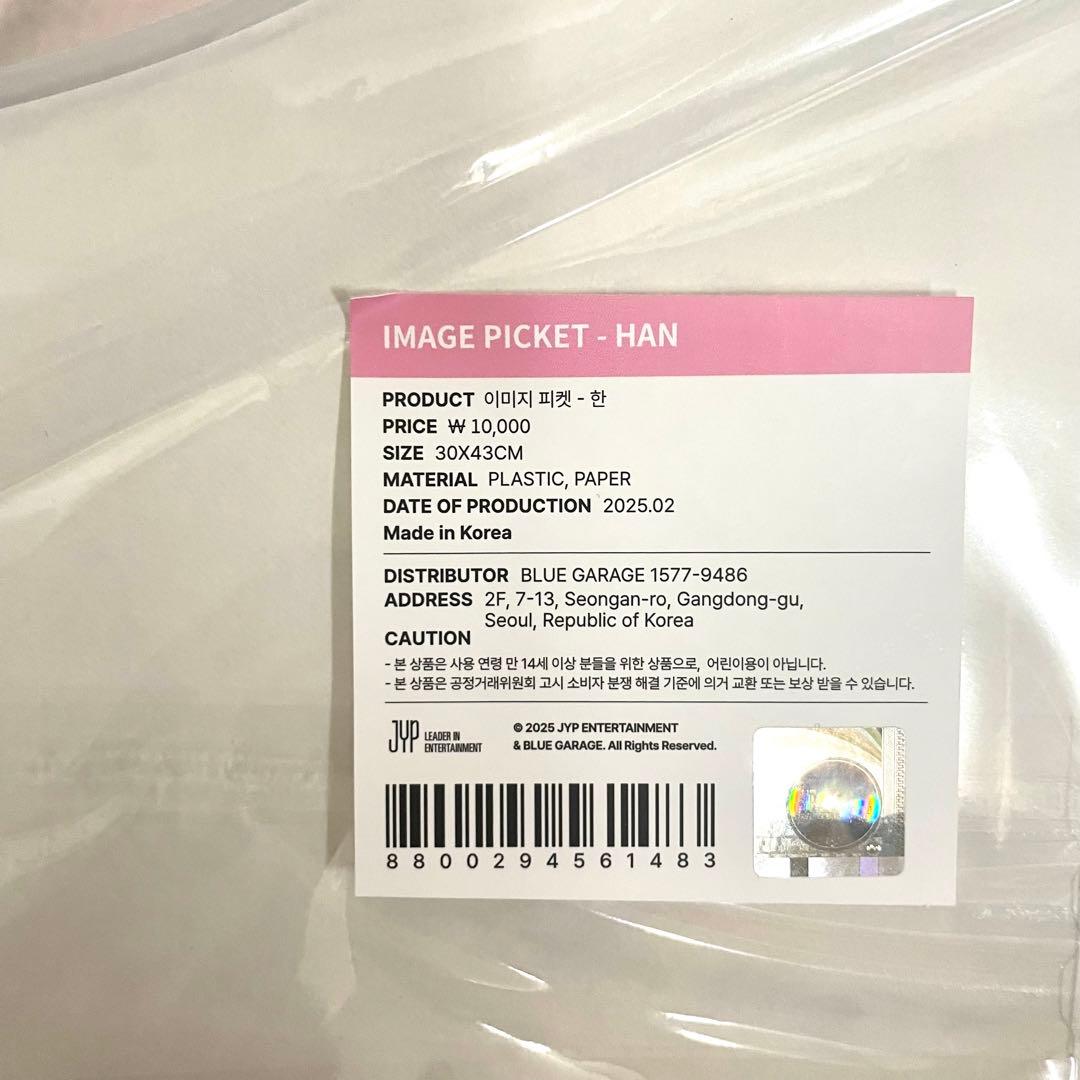 IMAGE PICKET - HAN
PRODUCT 이미지 피켓 - 한
PRICE ₩ 10,000
SIZE 30X43CM
MATERIAL PLASTIC, PAPER
DATE OF PRODUCTION 2025.02
Made in Korea
DISTRIBUTOR BLUE GARAGE 1577-9486
ADDRESS 2F, 7-13, Seongan-ro, Gangdong-gu,
Seoul, Republic of Korea
CAUTION
- 본 상품은 사용 연령 만 14세 이상 분들을 위한 상품으로, 어린이용이 아닙니다.
- 본 상품은 공정거래위원회 고시 소비자 분쟁 해결 기준에 의거 교환 또는 보상 받을 수 있습니다.
JYP LEADER IN
ENTERTAINMENT
© 2025 JYP ENTERTAINMENT
& BLUE GARAGE. All Rights Reserved.
8800294561483